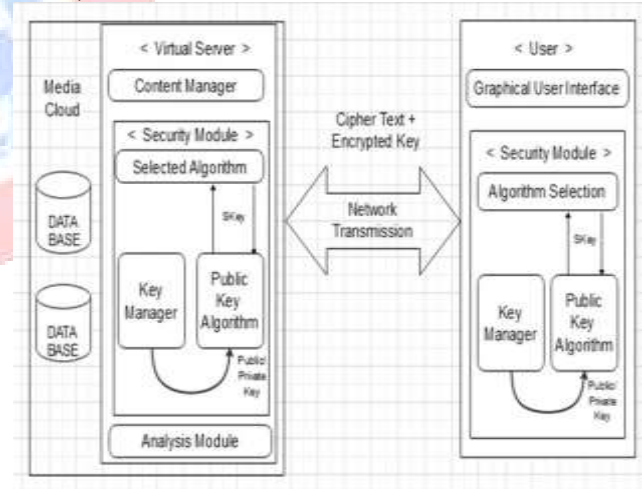 Media
Cloud
DATA
BASE
DATA
BASE
< Virtual Server >
Content Manager
< Security Module >
Selected Algorithm
SKey
Key
Manager
Public
Key
Algorithm
Public/
Private
Key
Analysis Module
Cipher Text +
Encrypted Key
Network
Transmission
< User >
Graphical User Interface
< Security Module >
Algorithm Selection
SKey
Key
Manager
Public
Key
Algorithm
Public/
Private
Key